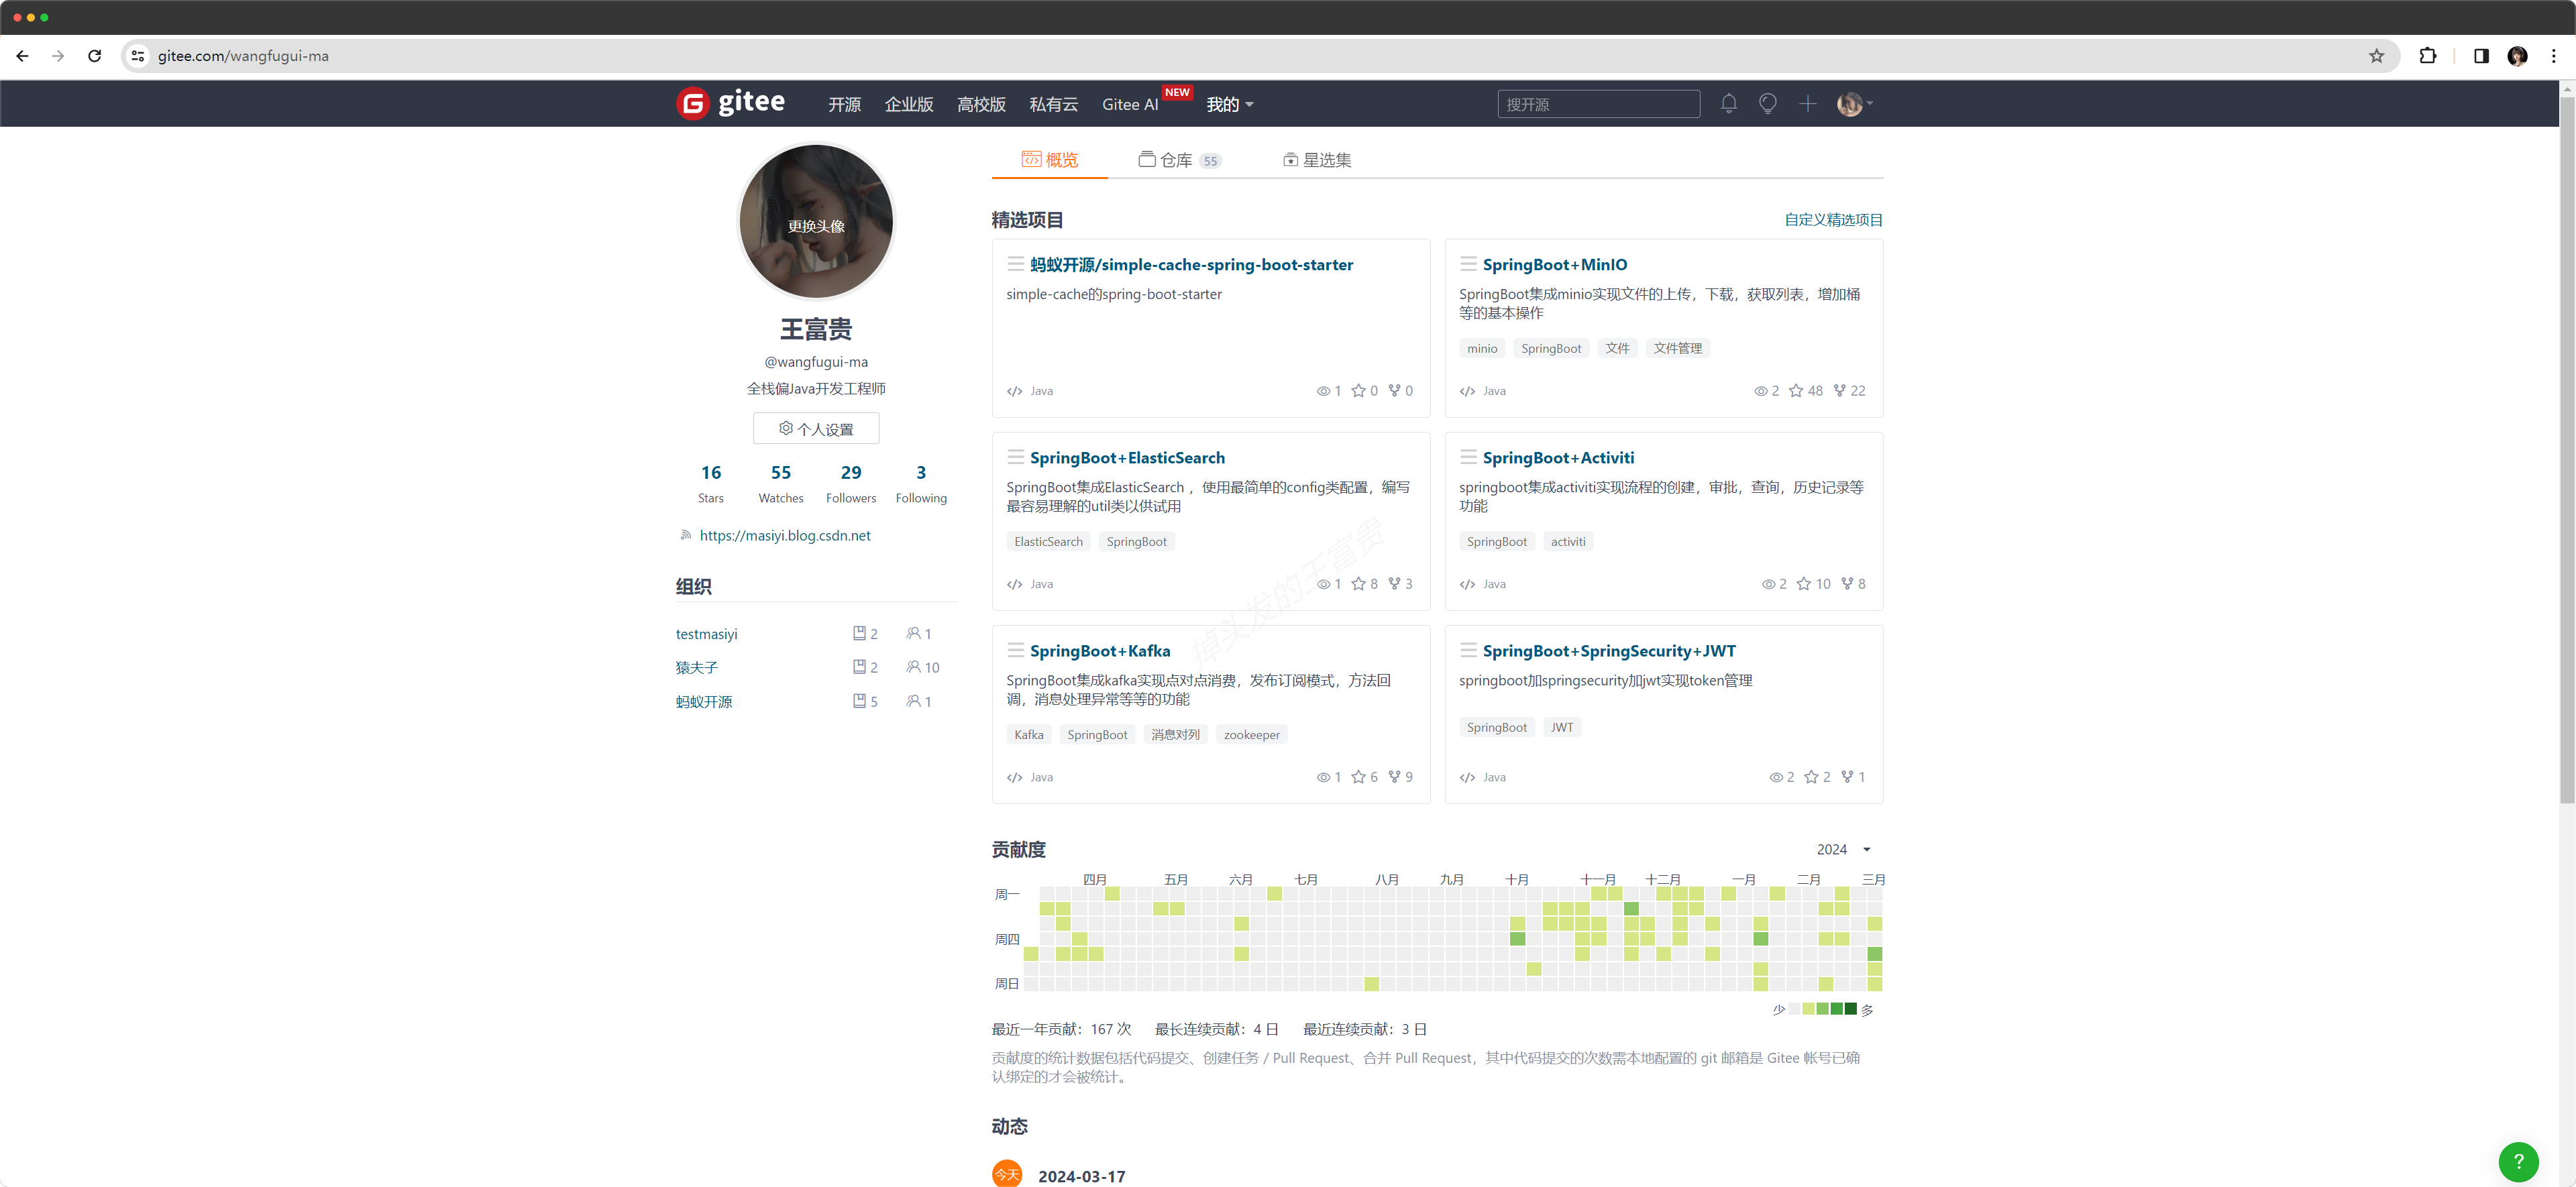 gitee.com/wangfugui-ma
gitee 开源 企业版 高校版 私有云 Gitee AI NEW 我的 搜开源
概览 仓库 55 星选集
更换头像
王富贵
@wangfugui-ma
全栈偏Java开发工程师
个人设置
16 55 29 3
Stars Watches Followers Following
https://masiyi.blog.csdn.net
组织
testmasiyi 2 1
猿夫子 2 10
蚂蚁开源 5 1
精选项目 自定义精选项目
蚂蚁开源/simple-cache-spring-boot-starter
simple-cache的spring-boot-starter
Java 1 0 0
SpringBoot+MinIO
SpringBoot集成minio实现文件的上传，下载，获取列表，增加桶
等的基本操作
minio SpringBoot 文件 文件管理
Java 2 48 22
SpringBoot+ElasticSearch
SpringBoot集成ElasticSearch ，使用最简单的config类配置，编写
最容易理解的util类以供试用
ElasticSearch SpringBoot
Java 1 8 3
SpringBoot+Activiti
springboot集成activiti实现流程的创建，审批，查询，历史记录等
功能
SpringBoot activiti
Java 2 10 8
掉头发的王富贵
SpringBoot+Kafka
SpringBoot集成kafka实现点对点消费，发布订阅模式，方法回
调，消息处理异常等等的功能
Kafka SpringBoot 消息对列 zookeeper
Java 1 6 9
SpringBoot+SpringSecurity+JWT
springboot加springsecurity加jwt实现token管理
SpringBoot JWT
Java 2 2 1
贡献度 2024
四月 五月 六月 七月 八月 九月 十月 十一月 十二月 一月 二月 三月
周一
周四
周日
少 多
最近一年贡献：167 次 最长连续贡献：4 日 最近连续贡献：3 日
贡献度的统计数据包括代码提交、创建任务 / Pull Request、合并 Pull Request，其中代码提交的次数需本地配置的 git 邮箱是 Gitee 帐号已确
认绑定的才会被统计。
动态
今天 2024-03-17
?